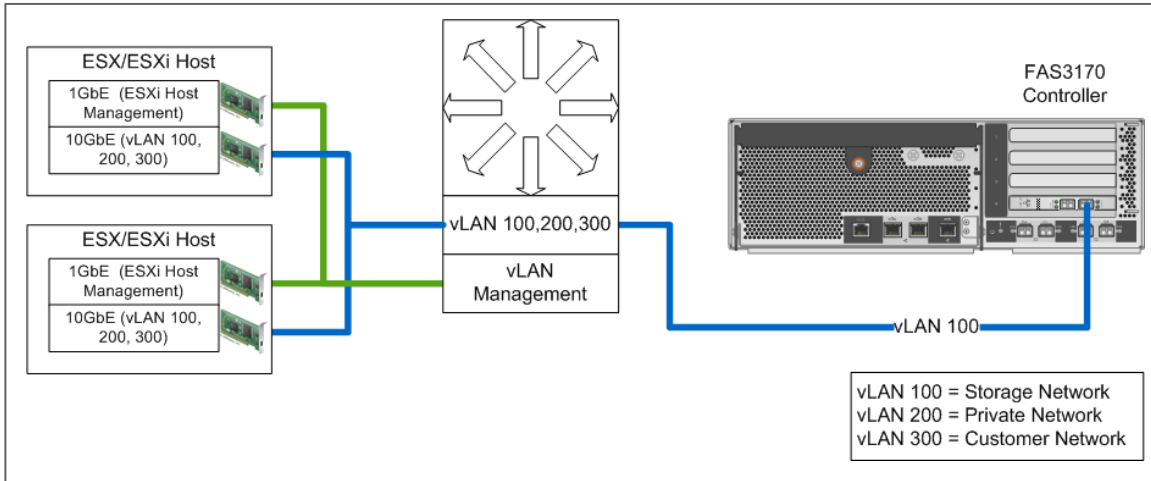 ESX/ESXi Host
1GbE (ESXi Host
Management)
10GbE (vLAN 100,
200, 300)
ESX/ESXi Host
1GbE (ESXi Host
Management)
10GbE (vLAN 100,
200, 300)
vLAN 100,200,300
vLAN
Management
FAS3170
Controller
vLAN 100
vLAN 100 = Storage Network
vLAN 200 = Private Network
vLAN 300 = Customer Network